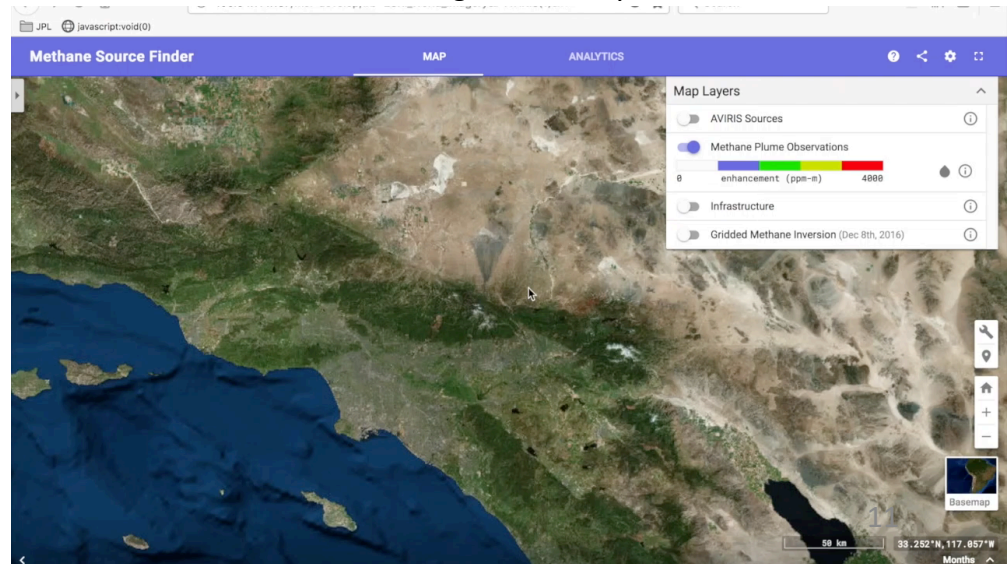 JPL javascript:void(0)
Methane Source Finder MAP ANALYTICS
Map Layers
AVIRIS Sources
Methane Plume Observations
0 enhancement (ppm-m) 4000
Infrastructure
Gridded Methane Inversion (Dec 8th, 2016)
Basemap
11
50 km 33.252°N,117.057°W
Months